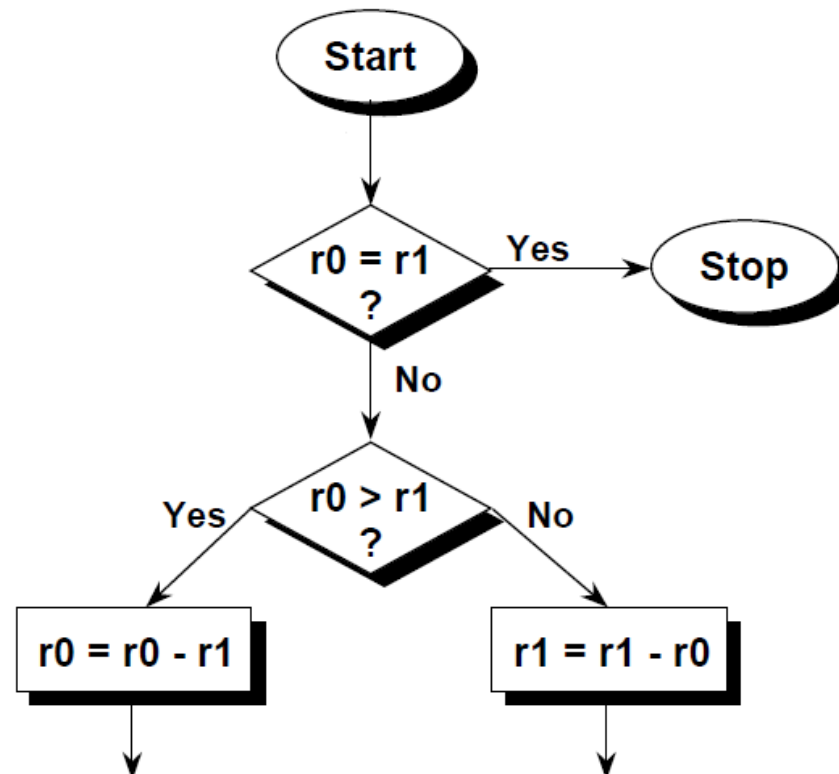 Start
r0 = r1
?
Yes
Stop
No
r0 > r1
?
Yes
No
r0 = r0 - r1
r1 = r1 - r0